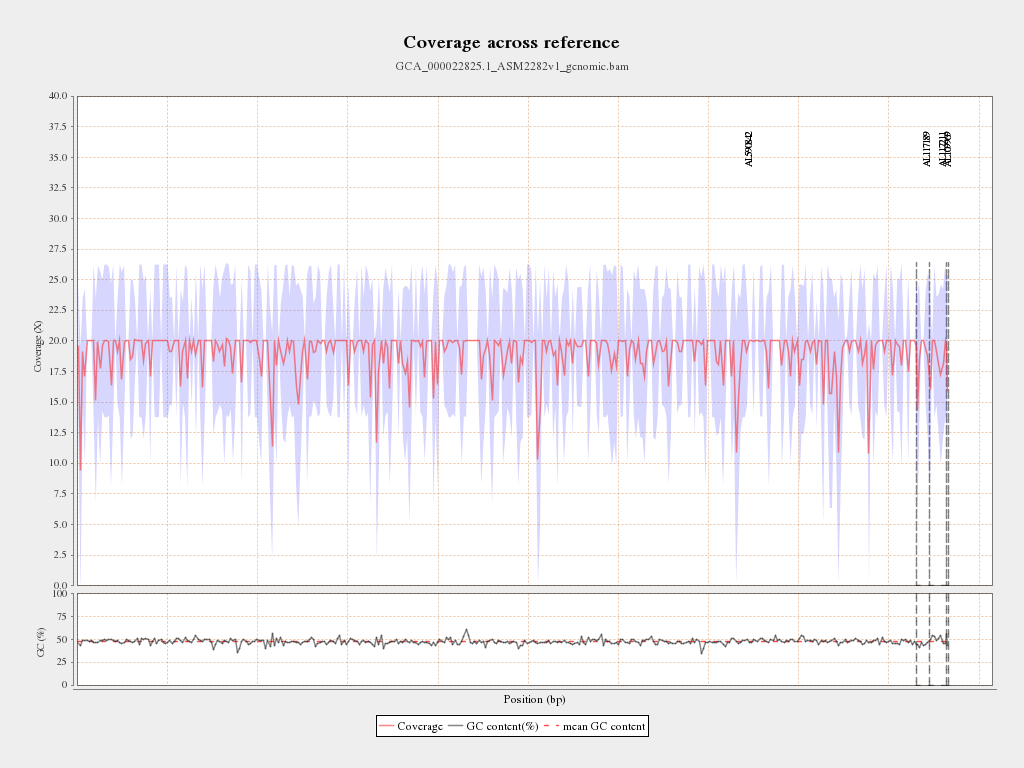 Coverage across reference
GCA_000022825.1_ASM2282v1_genomic.bam
40.0
37.5
35.0
32.5
30.0
27.5
25.0
22.5
20.0
17.5
15.0
12.5
10.0
7.5
5.0
2.5
0.0
Coverage (X)
AL590842
AL117189
AL117211
AL109969
100
75
50
25
0
GC (%)
Position (bp)
Coverage GC content(%) mean GC content